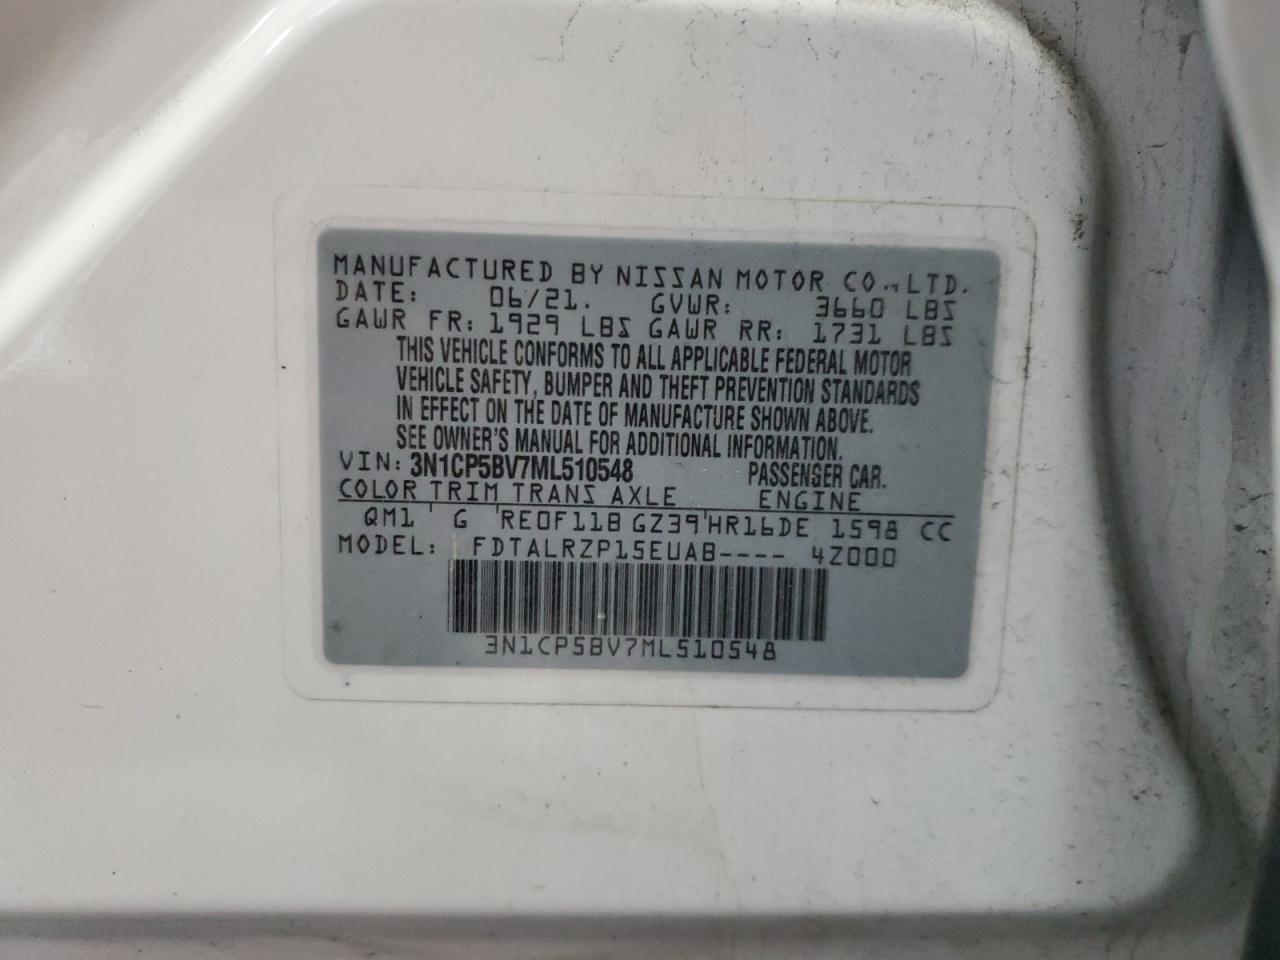 MANUFACTURED BY NISSAN MOTOR CO., LTD.
DATE: 06/21. GVWR: 3660 LBS
GAWR FR: 1929 LBS GAWR RR: 1731 LBS
THIS VEHICLE CONFORMS TO ALL APPLICABLE FEDERAL MOTOR
VEHICLE SAFETY, BUMPER AND THEFT PREVENTION STANDARDS
IN EFFECT ON THE DATE OF MANUFACTURE SHOWN ABOVE.
SEE OWNER'S MANUAL FOR ADDITIONAL INFORMATION.
VIN: 3N1CP5BV7ML510548 PASSENGER CAR.
COLOR TRIM TRANS AXLE ENGINE
QM1 ' G ' RE0F11B GZ39 ' HR16DE 1598 CC
MODEL: FDTALRZP15EUAB---- 4Z000
3N1CP5BV7ML510548